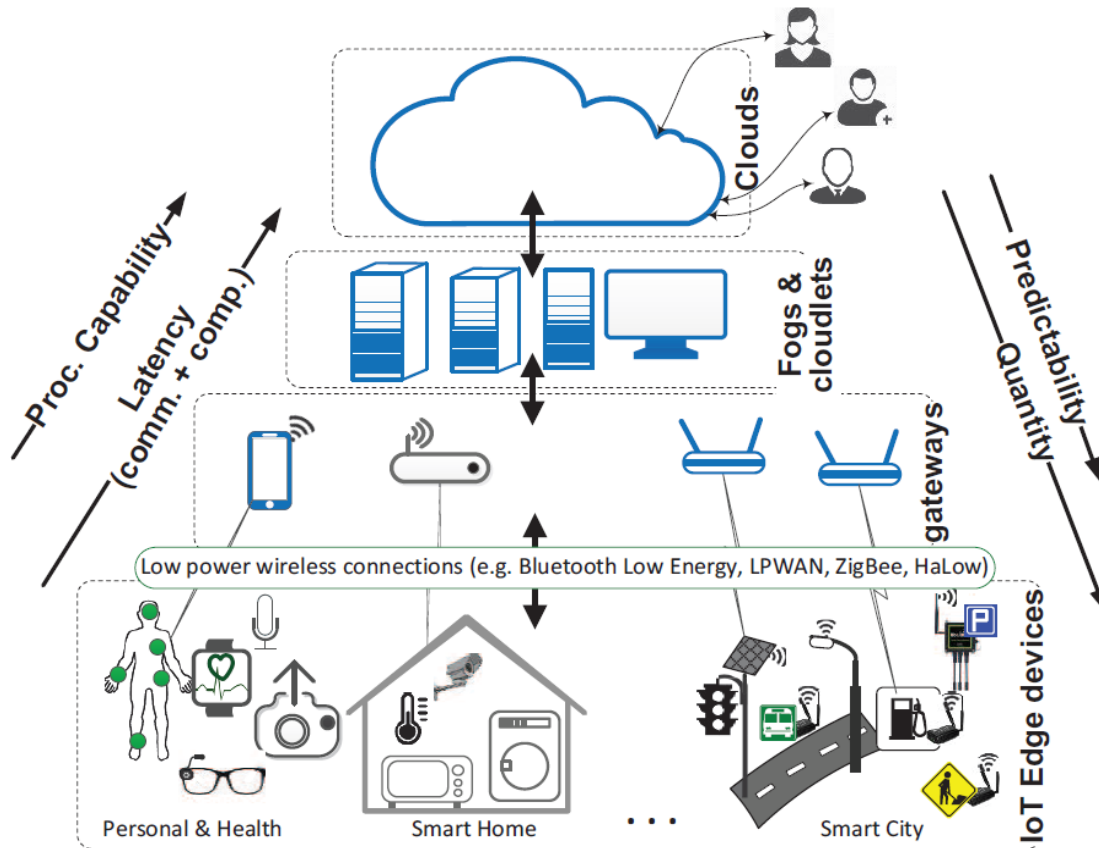 Clouds
Proc. Capability
Latency
(comm. + comp.)
Predictability
Quantity
Fogs &
cloudlets
gateways
Low power wireless connections (e.g. Bluetooth Low Energy, LPWAN, ZigBee, HaLow)
P
IoT Edge devices
Personal & Health
Smart Home
. . .
Smart City